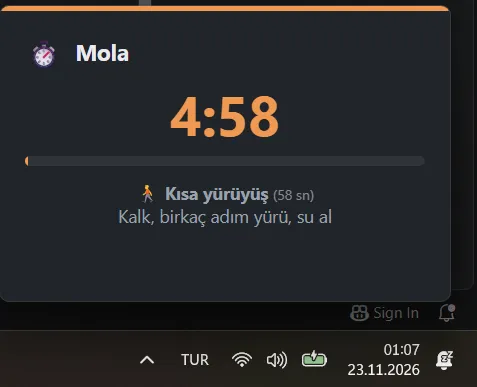 Mola
4:58
Kısa yürüyüş (58 sn)
Kalk, birkaç adım yürü, su al
Sign In
TUR
01:07
23.11.2026